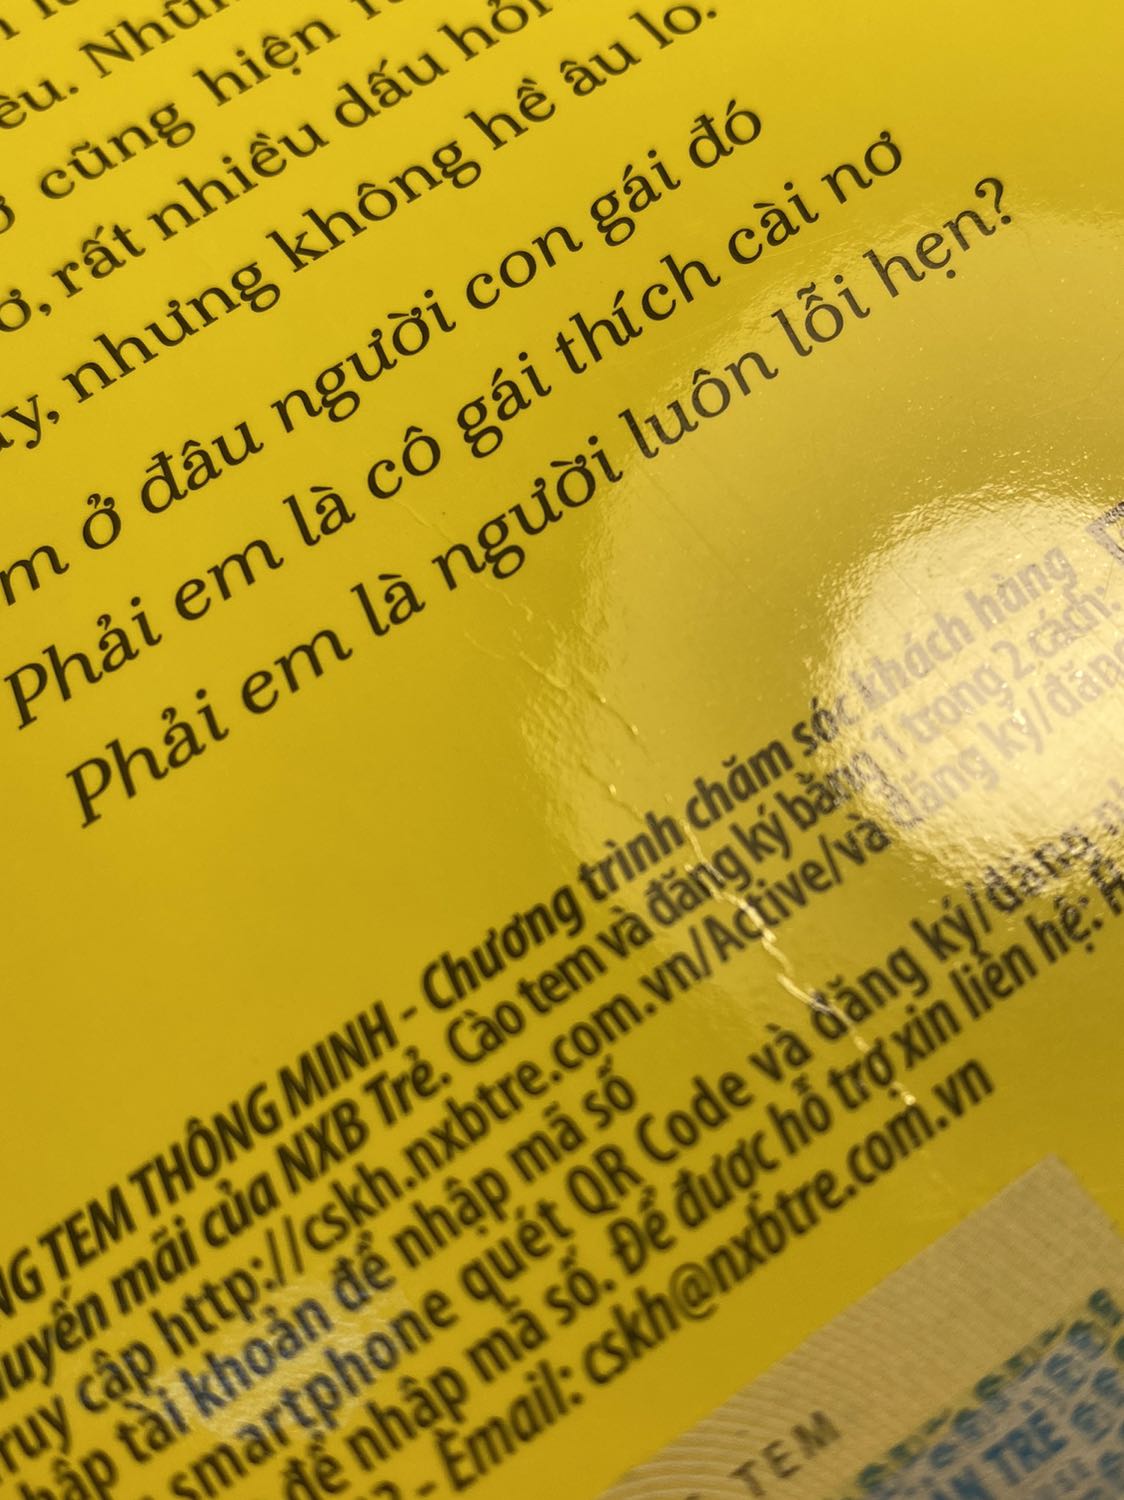 cũng hiện
rất nhiều dấu hỏi
nhưng không hề âu lo.
ở đâu người con gái đó
Phải em là cô gái thích cài nơ
Phải em là người luôn lỗi hẹn?
TEM THÔNG MINH - Chương trình chăm sóc khách hàng
mãi của NXB Trẻ. Cào tem và đăng ký bằng 1 trong 2 cách:
cập http://cskh.nxbtre.com.vn/Active/và đăng ký/đăng
tài khoản để nhập mã số
smartphone quét QR Code và đăng ký/đăng
để nhập mã số. Để được hỗ trợ xin liên hệ:
- Email: cskh@nxbtre.com.vn
TEM